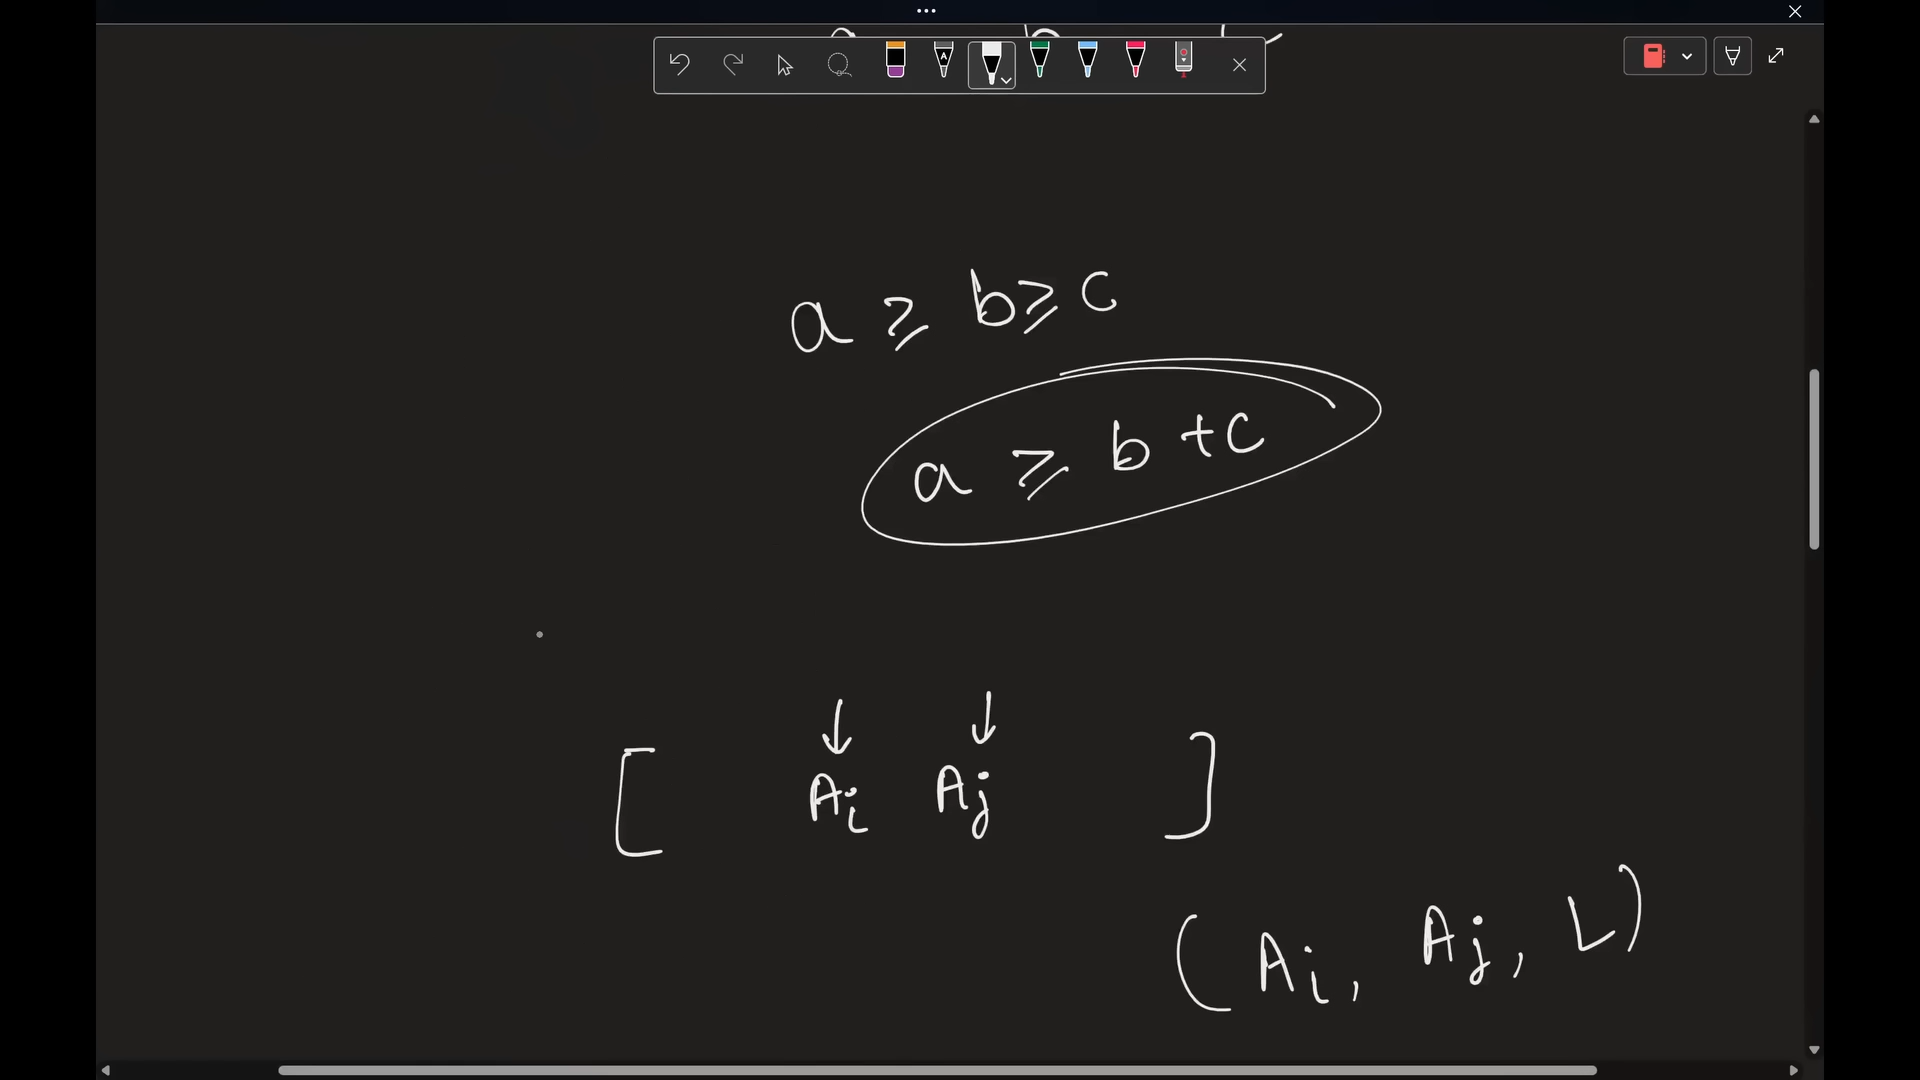 a ≥ b ≥ c
a ≥ b + c
↓ ↓
[ Ai Aj ]
(Ai, Aj, L)